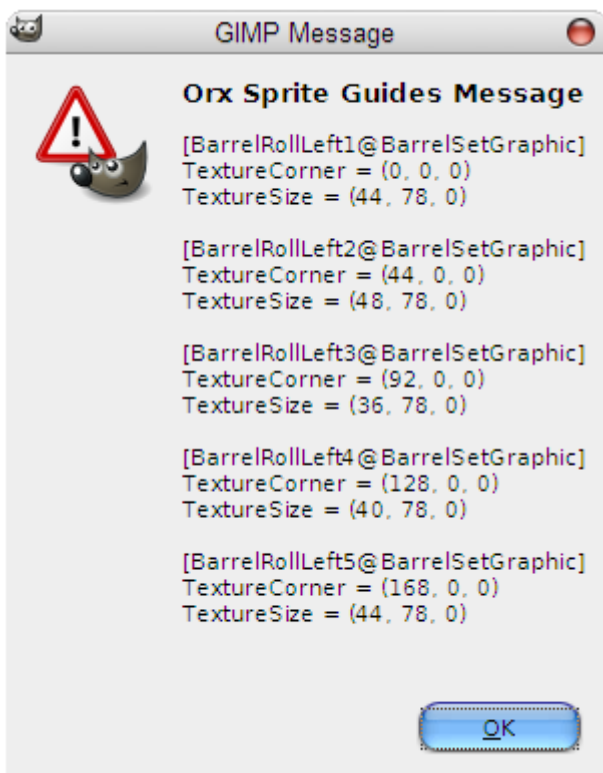 GIMP Message
Orx Sprite Guides Message
[BarrelRollLeft1@BarrelSetGraphic]
TextureCorner = (0, 0, 0)
TextureSize = (44, 78, 0)
[BarrelRollLeft2@BarrelSetGraphic]
TextureCorner = (44, 0, 0)
TextureSize = (48, 78, 0)
[BarrelRollLeft3@BarrelSetGraphic]
TextureCorner = (92, 0, 0)
TextureSize = (36, 78, 0)
[BarrelRollLeft4@BarrelSetGraphic]
TextureCorner = (128, 0, 0)
TextureSize = (40, 78, 0)
[BarrelRollLeft5@BarrelSetGraphic]
TextureCorner = (168, 0, 0)
TextureSize = (44, 78, 0)
OK